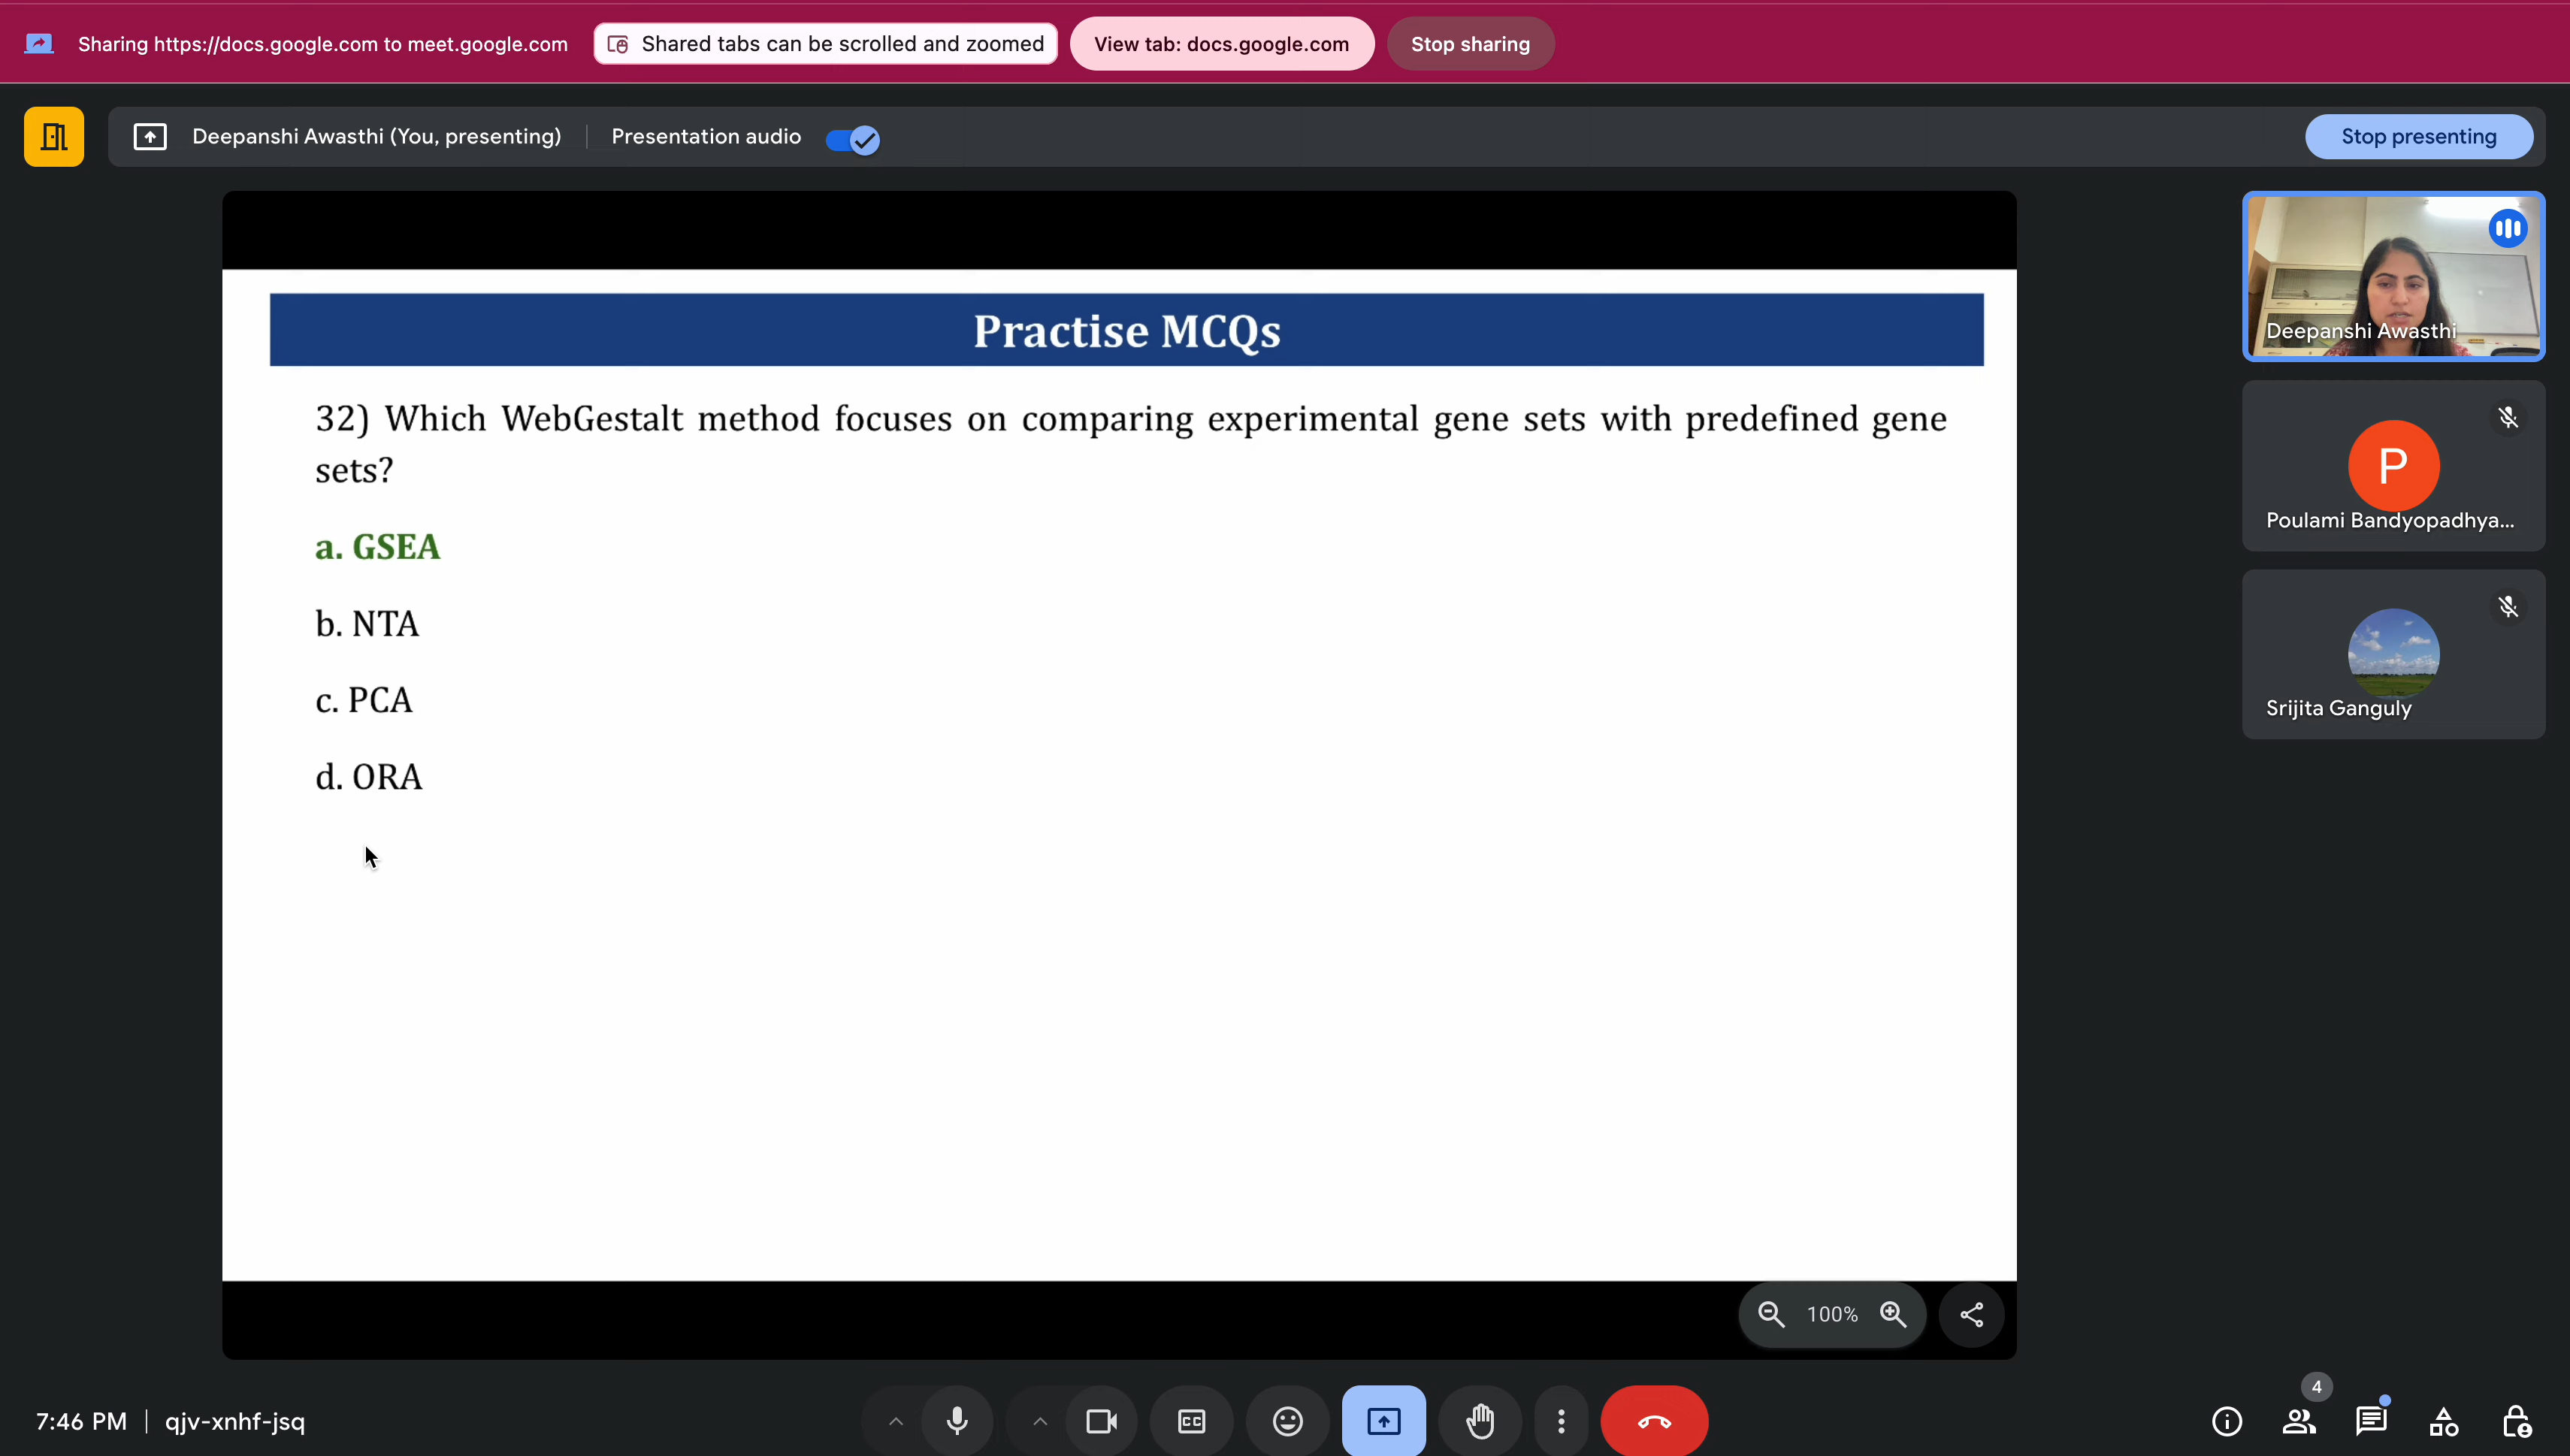 Sharing https://docs.google.com to meet.google.com
Shared tabs can be scrolled and zoomed
View tab: docs.google.com
Stop sharing
Deepanshi Awasthi (You, presenting)
Presentation audio
Stop presenting
Practise MCQs
32) Which WebGestalt method focuses on comparing experimental gene sets with predefined gene
sets?
a. GSEA
b. NTA
c. PCA
d. ORA
Deepanshi Awasthi
P
Poulami Bandyopadhya...
Srijita Ganguly
100%
7:46 PM
qjv-xnhf-jsq
CC
4